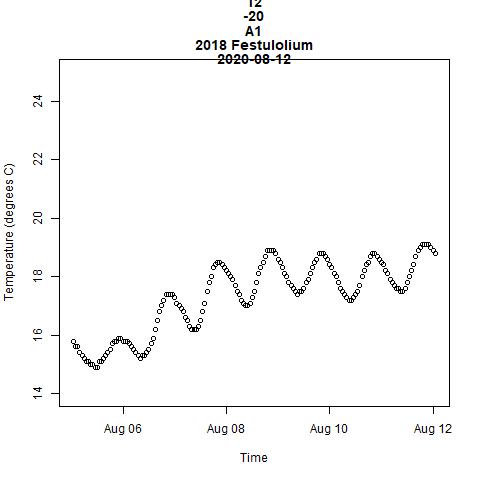 T2
-20
A1
2018 Festulolium
2020-08-12
Temperature (degrees C)
24
22
20
18
16
14
Aug 06
Aug 08
Aug 10
Aug 12
Time